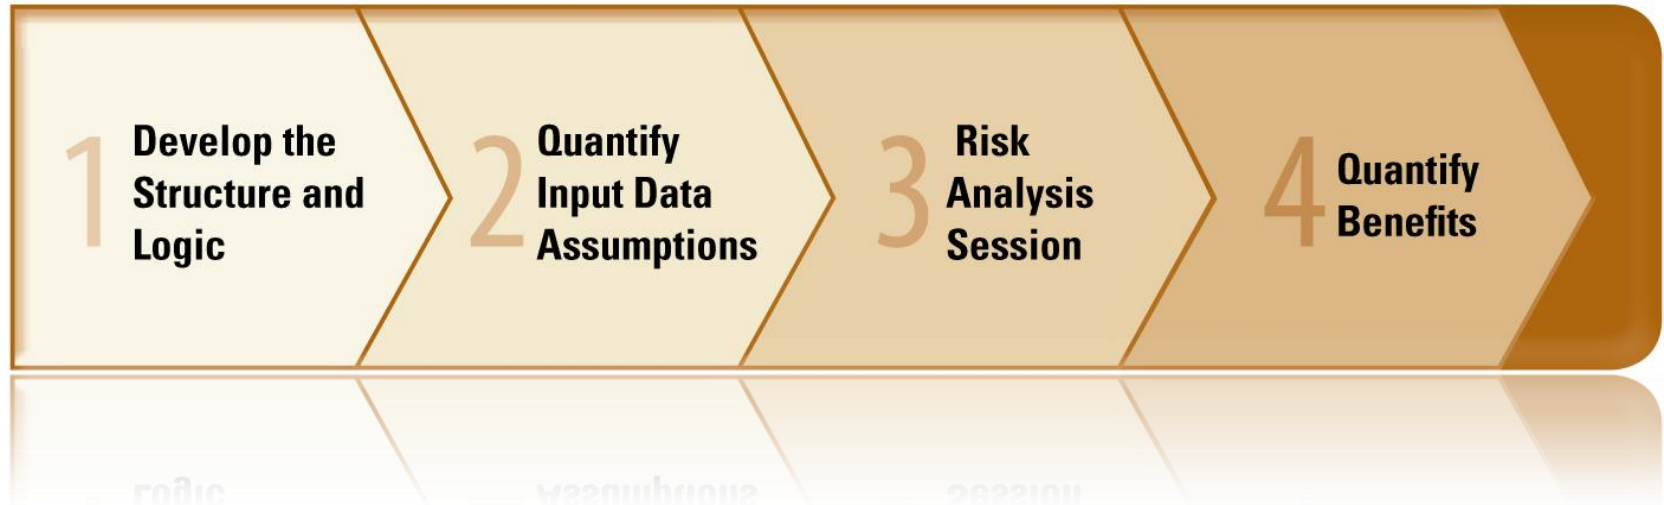 1
Develop the
Structure and
Logic
2
Quantify
Input Data
Assumptions
3
Risk
Analysis
Session
4
Quantify
Benefits